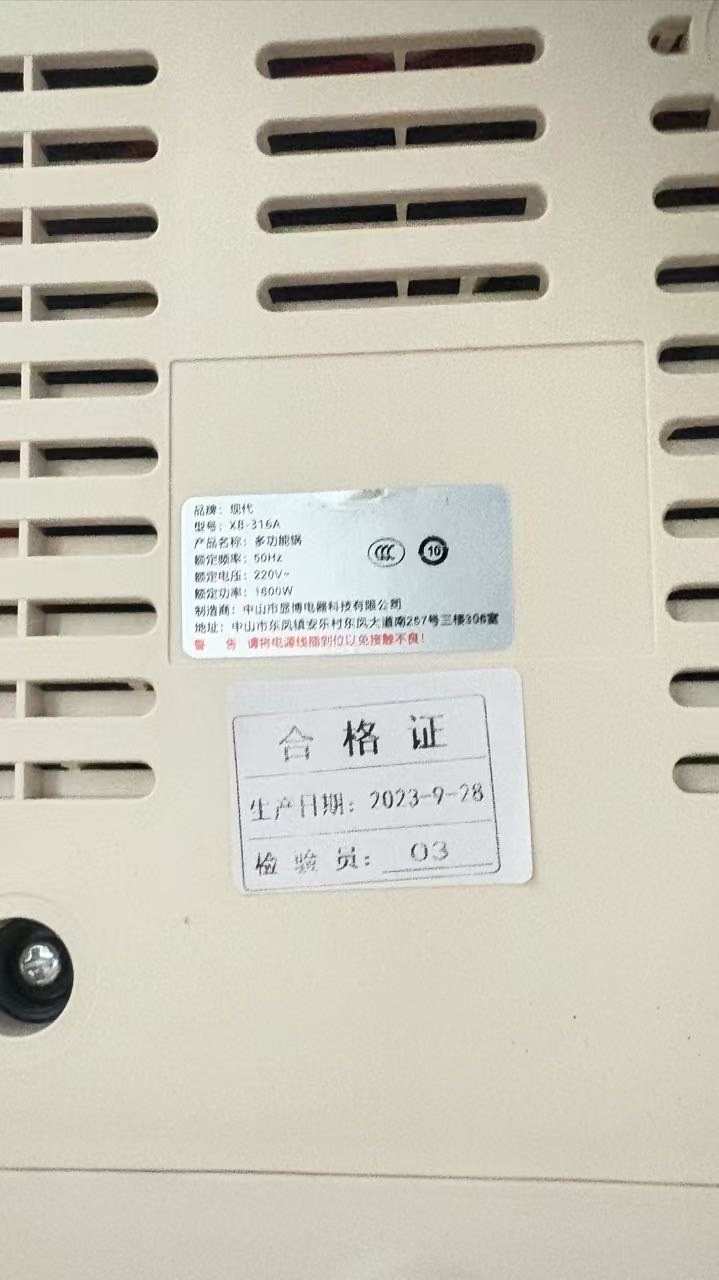 品牌：现代
型号：XB-316A
产品名称：多功能锅
额定频率：50Hz
额定电压：220V~
额定功率：1600W
制造商：中山市显博电器科技有限公司
地址：中山市东凤镇安乐村东凤大道南257号三楼306室
警 告 请将电源线插到位以免接触不良！
CCC
10
合格证
生产日期：2023-9-28
检验员：03